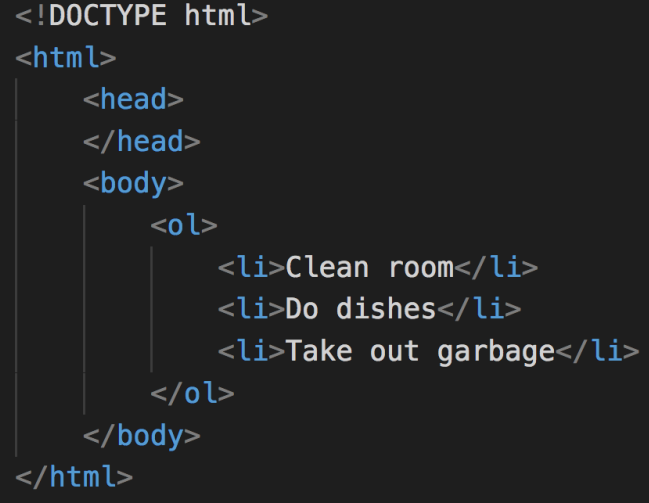 <!DOCTYPE html>
<html>
<head>
</head>
<body>
<ol>
<li>Clean room</li>
<li>Do dishes</li>
<li>Take out garbage</li>
</ol>
</body>
</html>